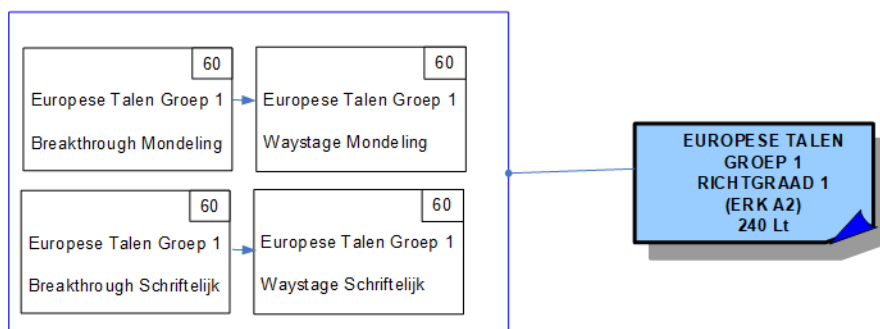 60
Europese Talen Groep 1
Breakthrough Mondeling
60
Europese Talen Groep 1
Waystage Mondeling
60
Europese Talen Groep 1
Breakthrough Schriftelijk
60
Europese Talen Groep 1
Waystage Schriftelijk
EUROPESE TALEN
GROEP 1
RICHTGRAAD 1
(ERK A2)
240 Lt